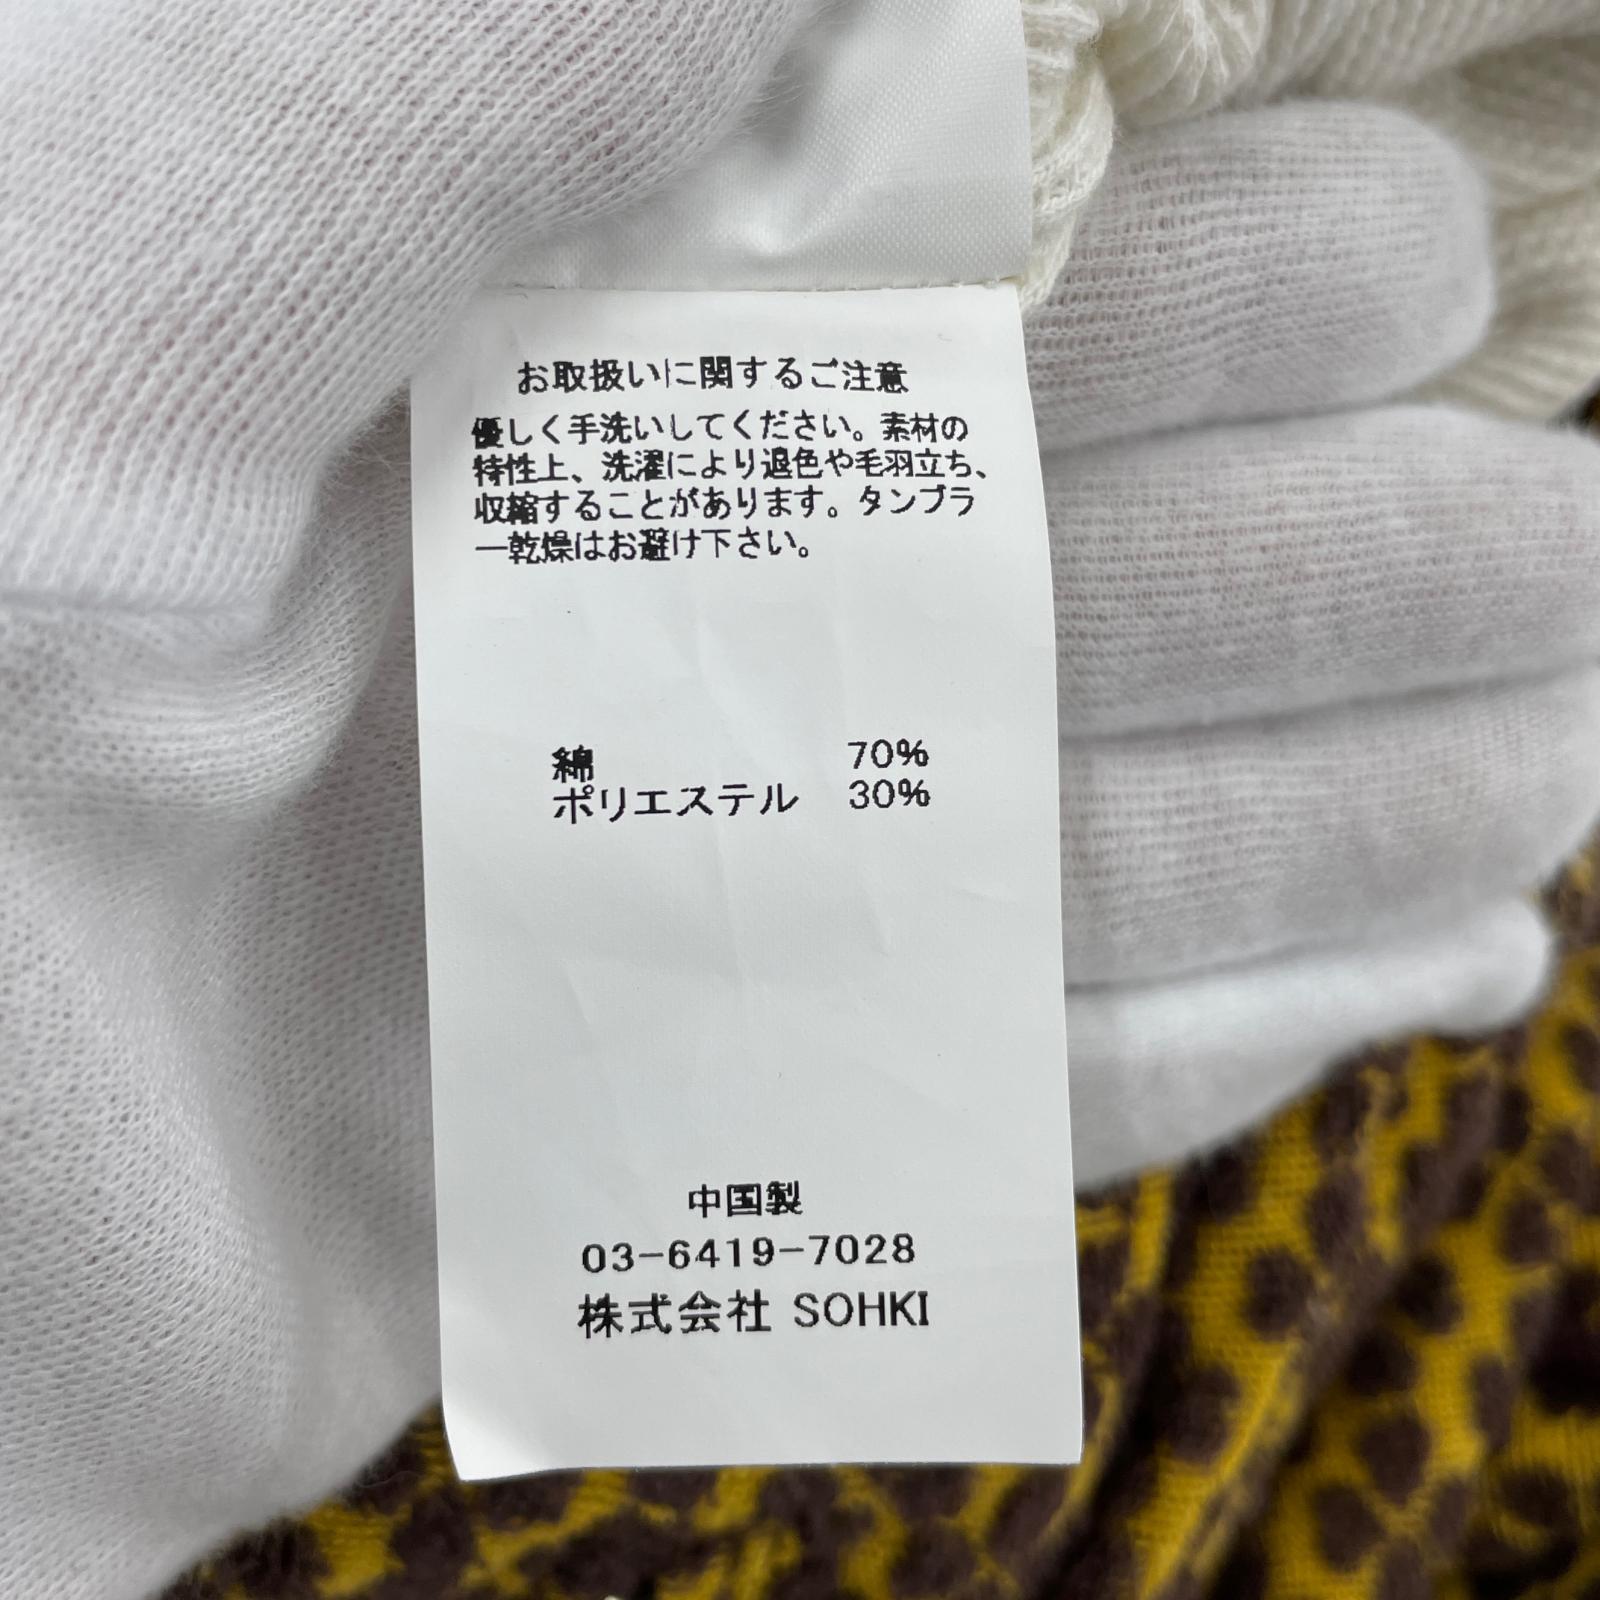 お取扱いに関するご注意
優しく手洗いしてください。素材の
特性上、洗濯により退色や毛羽立ち、
収縮することがあります。タンブラ
ー乾燥はお避け下さい。
綿 70%
ポリエステル 30%
中国製
03-6419-7028
株式会社 SOHKI